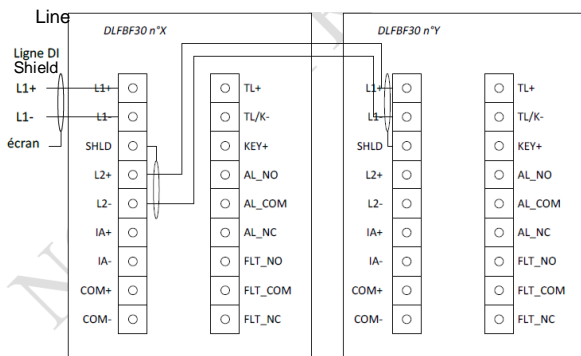 Line
DLFBF30 n°X
DLFBF30 n°Y
Ligne DI
Shield
L1+
L1-
écran
L1+
L1-
SHLD
L2+
L2-
IA+
IA-
COM+
COM-
TL+
TL/K-
KEY+
AL_NO
AL_COM
AL_NC
FLT_NO
FLT_COM
FLT_NC
L1+
L1-
SHLD
L2+
L2-
IA+
IA-
COM+
COM-
TL+
TL/K-
KEY+
AL_NO
AL_COM
AL_NC
FLT_NO
FLT_COM
FLT_NC